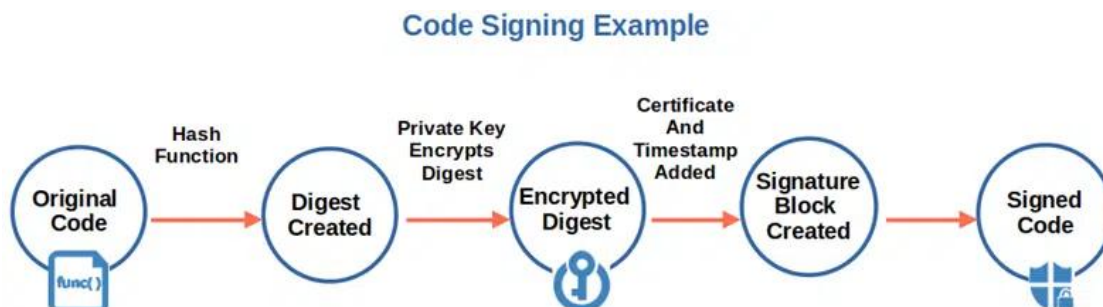 Code Signing Example
Hash
Function
Private Key
Encrypts
Digest
Certificate
And
Timestamp
Added
Original
Code
func()
Digest
Created
Encrypted
Digest
Signature
Block
Created
Signed
Code